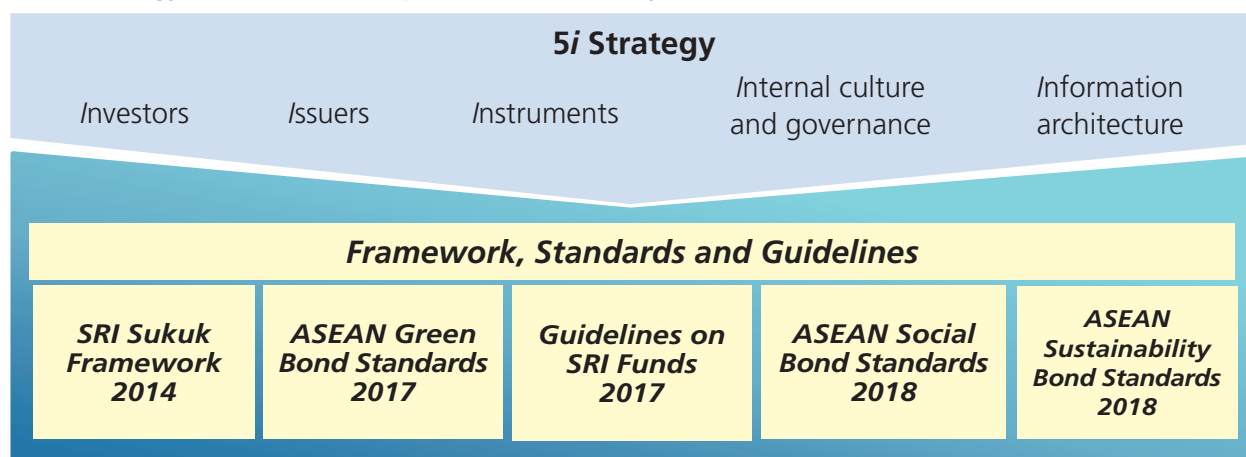 5i Strategy
Investors
Issuers
Instruments
Internal culture
and governance
Information
architecture
Framework, Standards and Guidelines
SRI Sukuk
Framework
2014
ASEAN Green
Bond Standards
2017
Guidelines on
SRI Funds
2017
ASEAN Social
Bond Standards
2018
ASEAN
Sustainability
Bond Standards
2018